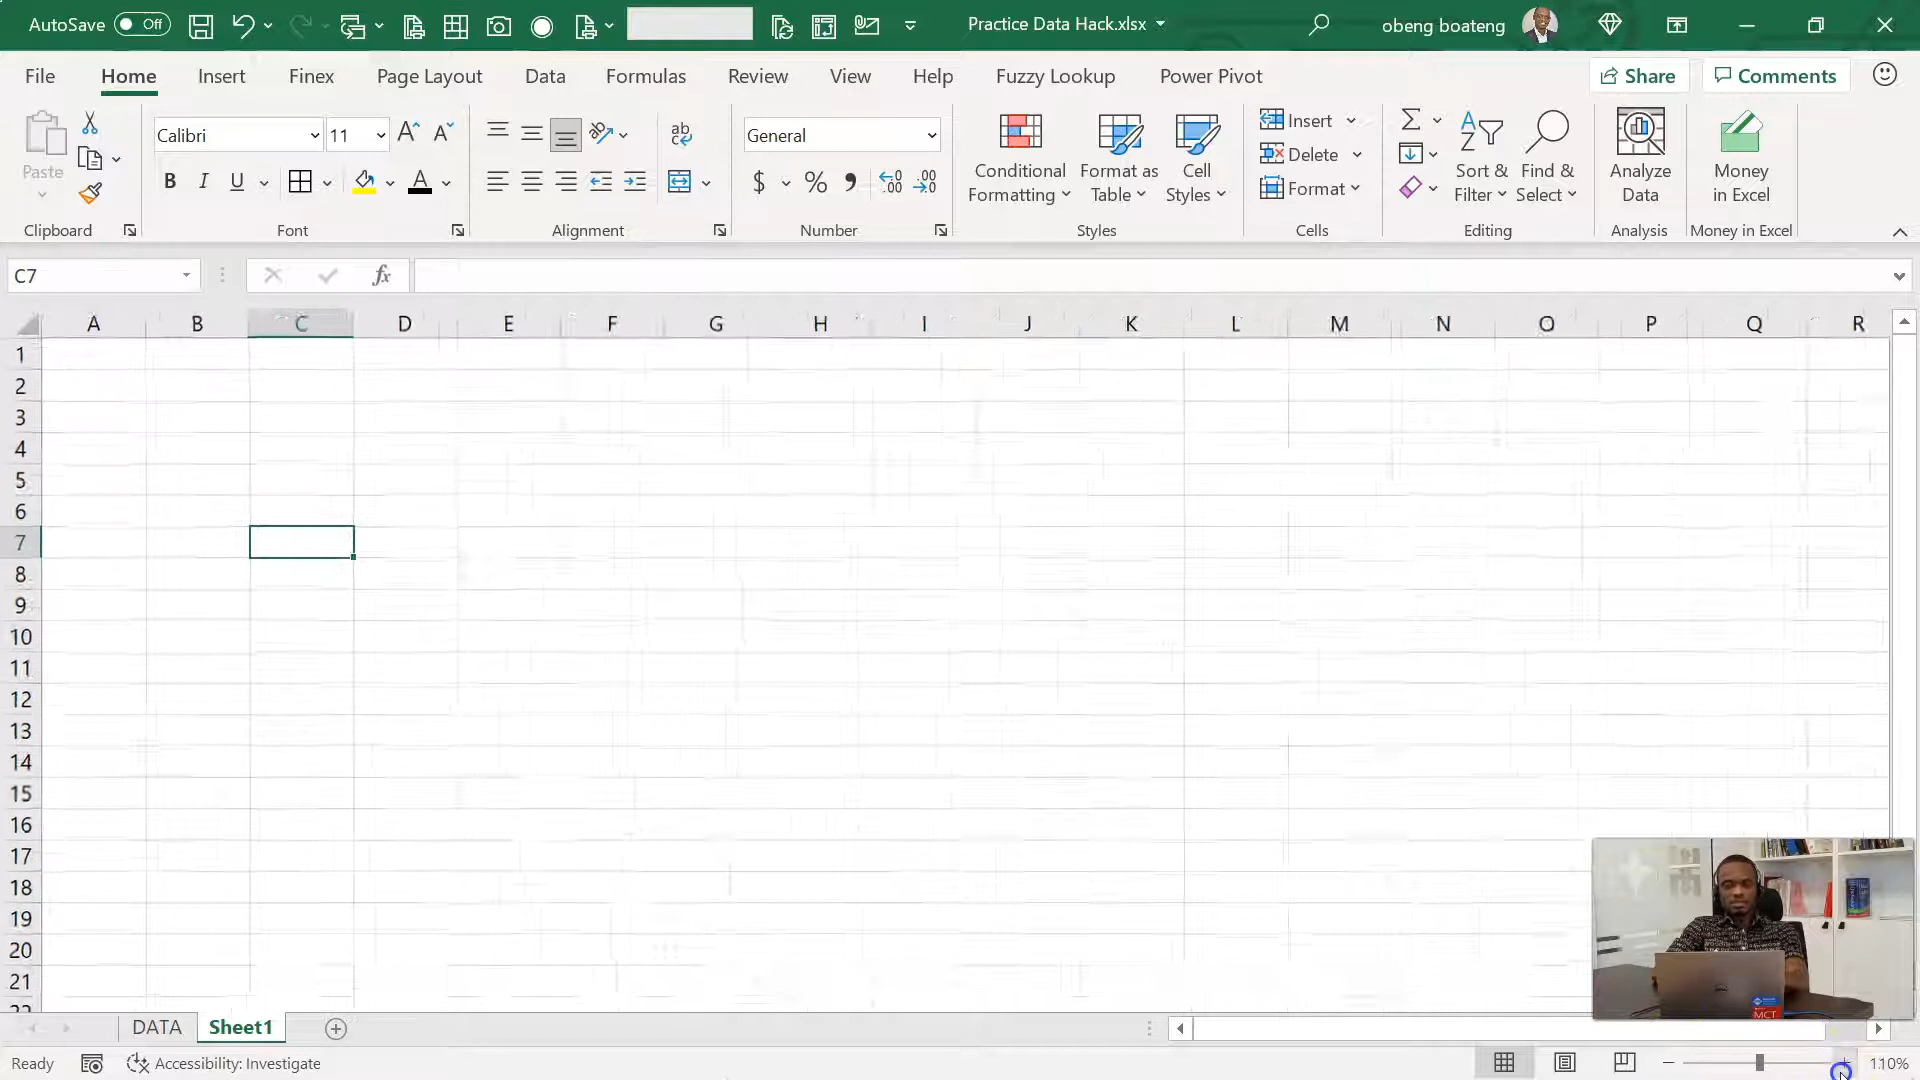 AutoSave Off Practice Data Hack.xlsx obeng boateng
File Home Insert Finex Page Layout Data Formulas Review View Help Fuzzy Lookup Power Pivot Share Comments
Paste Calibri 11 General Conditional Formatting Format as Table Cell Styles Insert Delete Format Sort & Filter Find & Select Analyze Data Money in Excel
Clipboard Font Alignment Number Styles Cells Editing Analysis Money in Excel
C7 fx
A B C D E F G H I J K L M N O P Q R
1
2
3
4
5
6
7
8
9
10
11
12
13
14
15
16
17
18
19
20
21
22
MCT
DATA Sheet1
Ready Accessibility: Investigate 110%